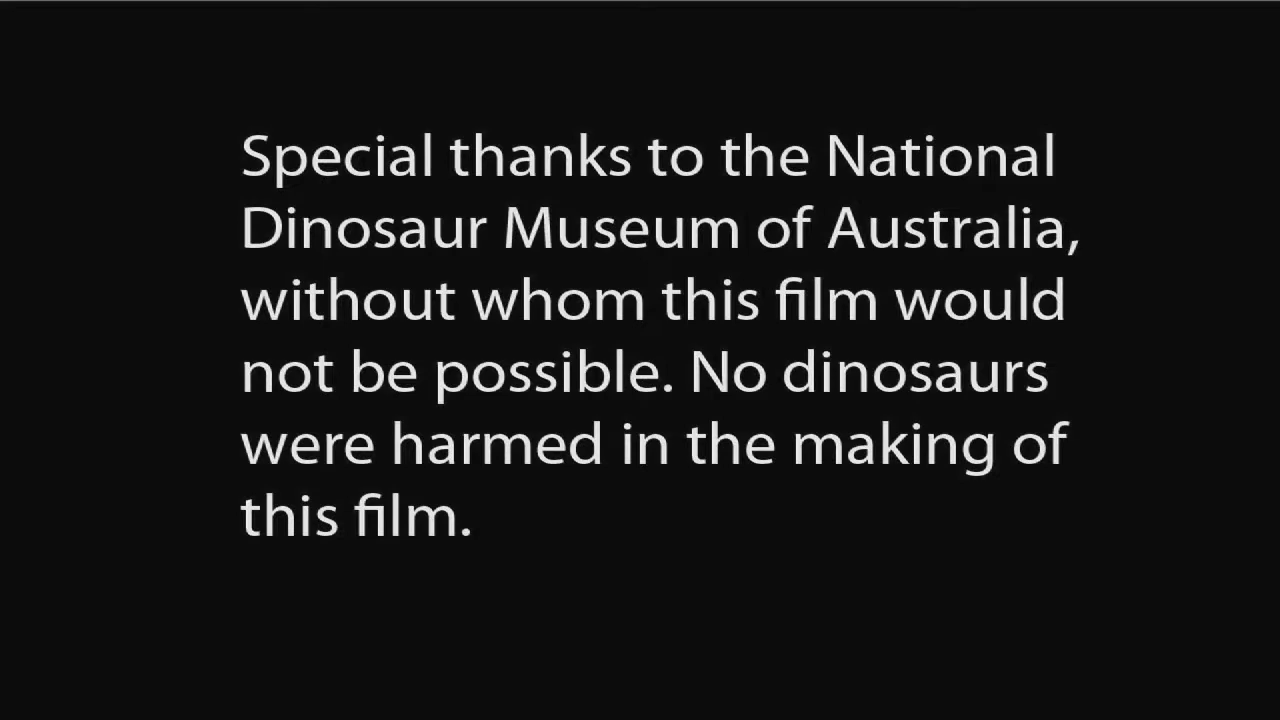 Special thanks to the National
Dinosaur Museum of Australia,
without whom this film would
not be possible. No dinosaurs
were harmed in the making of
this film.